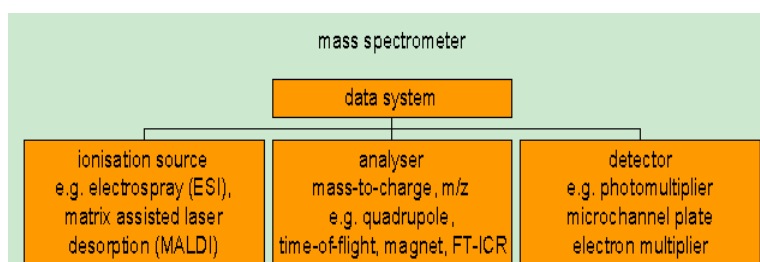 mass spectrometer
data system
ionisation source
e.g. electrospray (ESI),
matrix assisted laser
desorption (MALDI)
analyser
mass-to-charge, m/z
e.g. quadrupole,
time-of-flight, magnet, FT-ICR
detector
e.g. photomultiplier
microchannel plate
electron multiplier